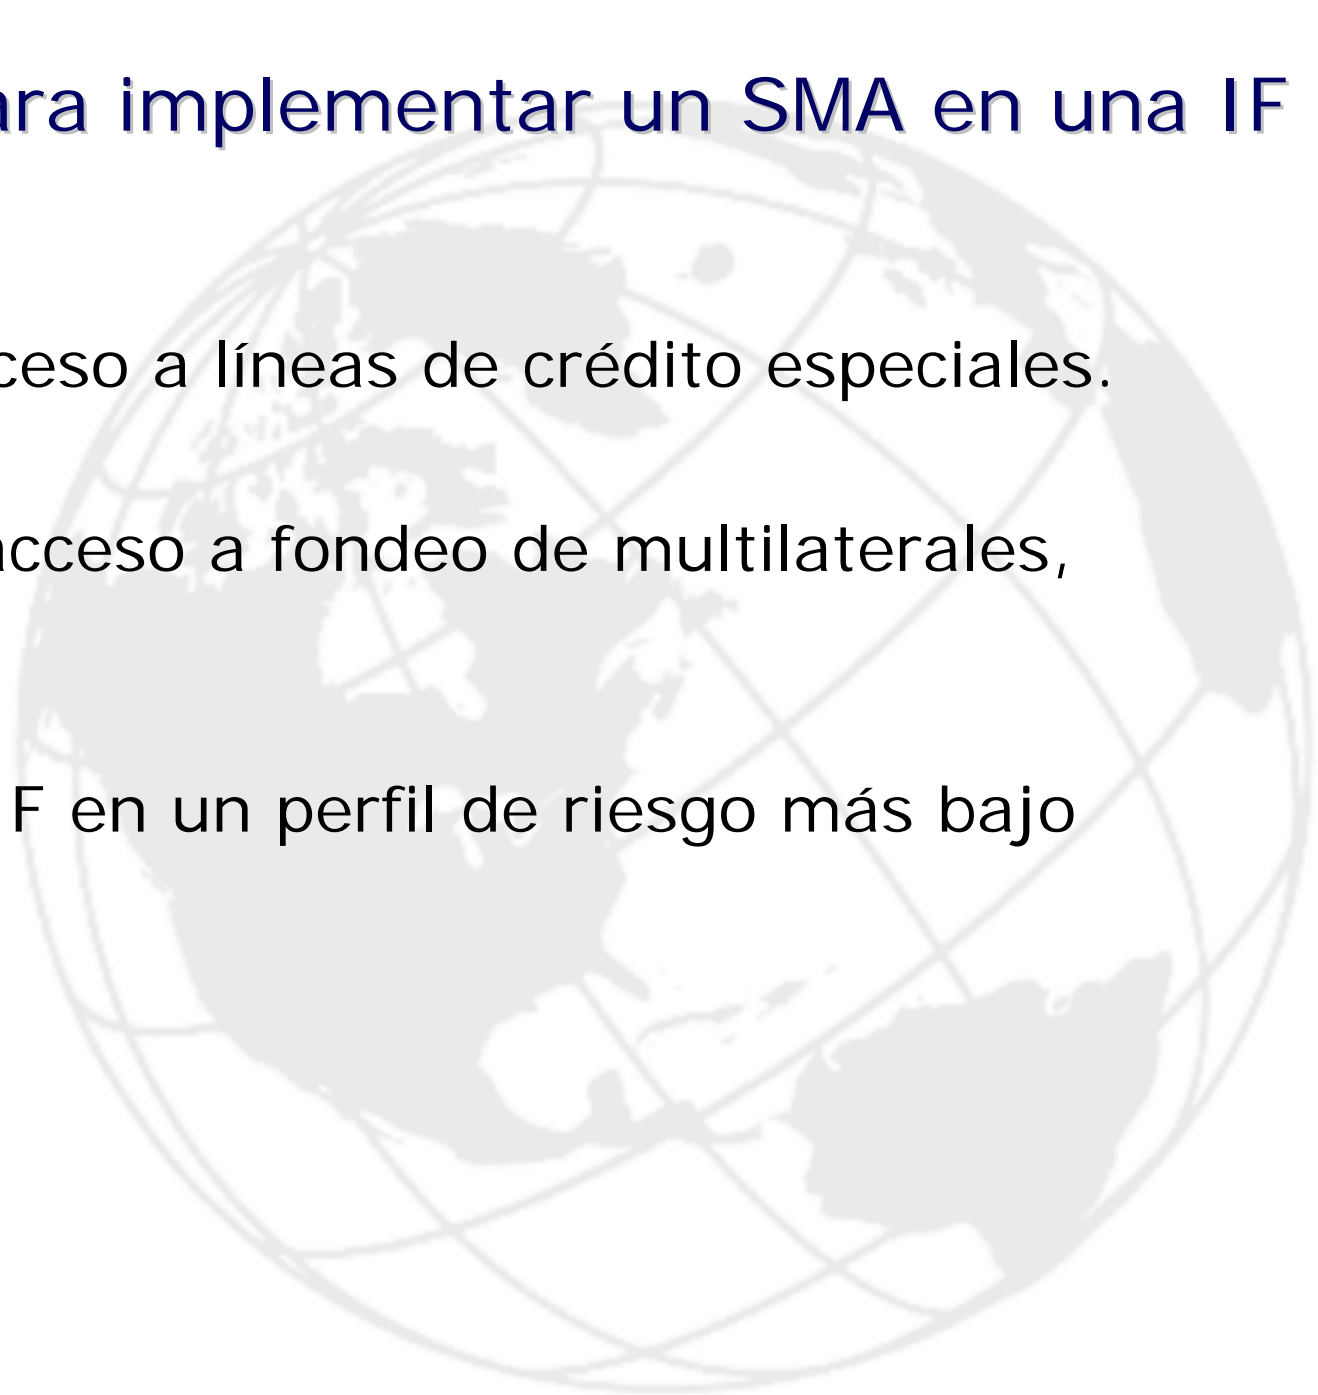 ara implementar un SMA en una IF
ceso a líneas de crédito especiales.
acceso a fondeo de multilaterales,
F en un perfil de riesgo más bajo